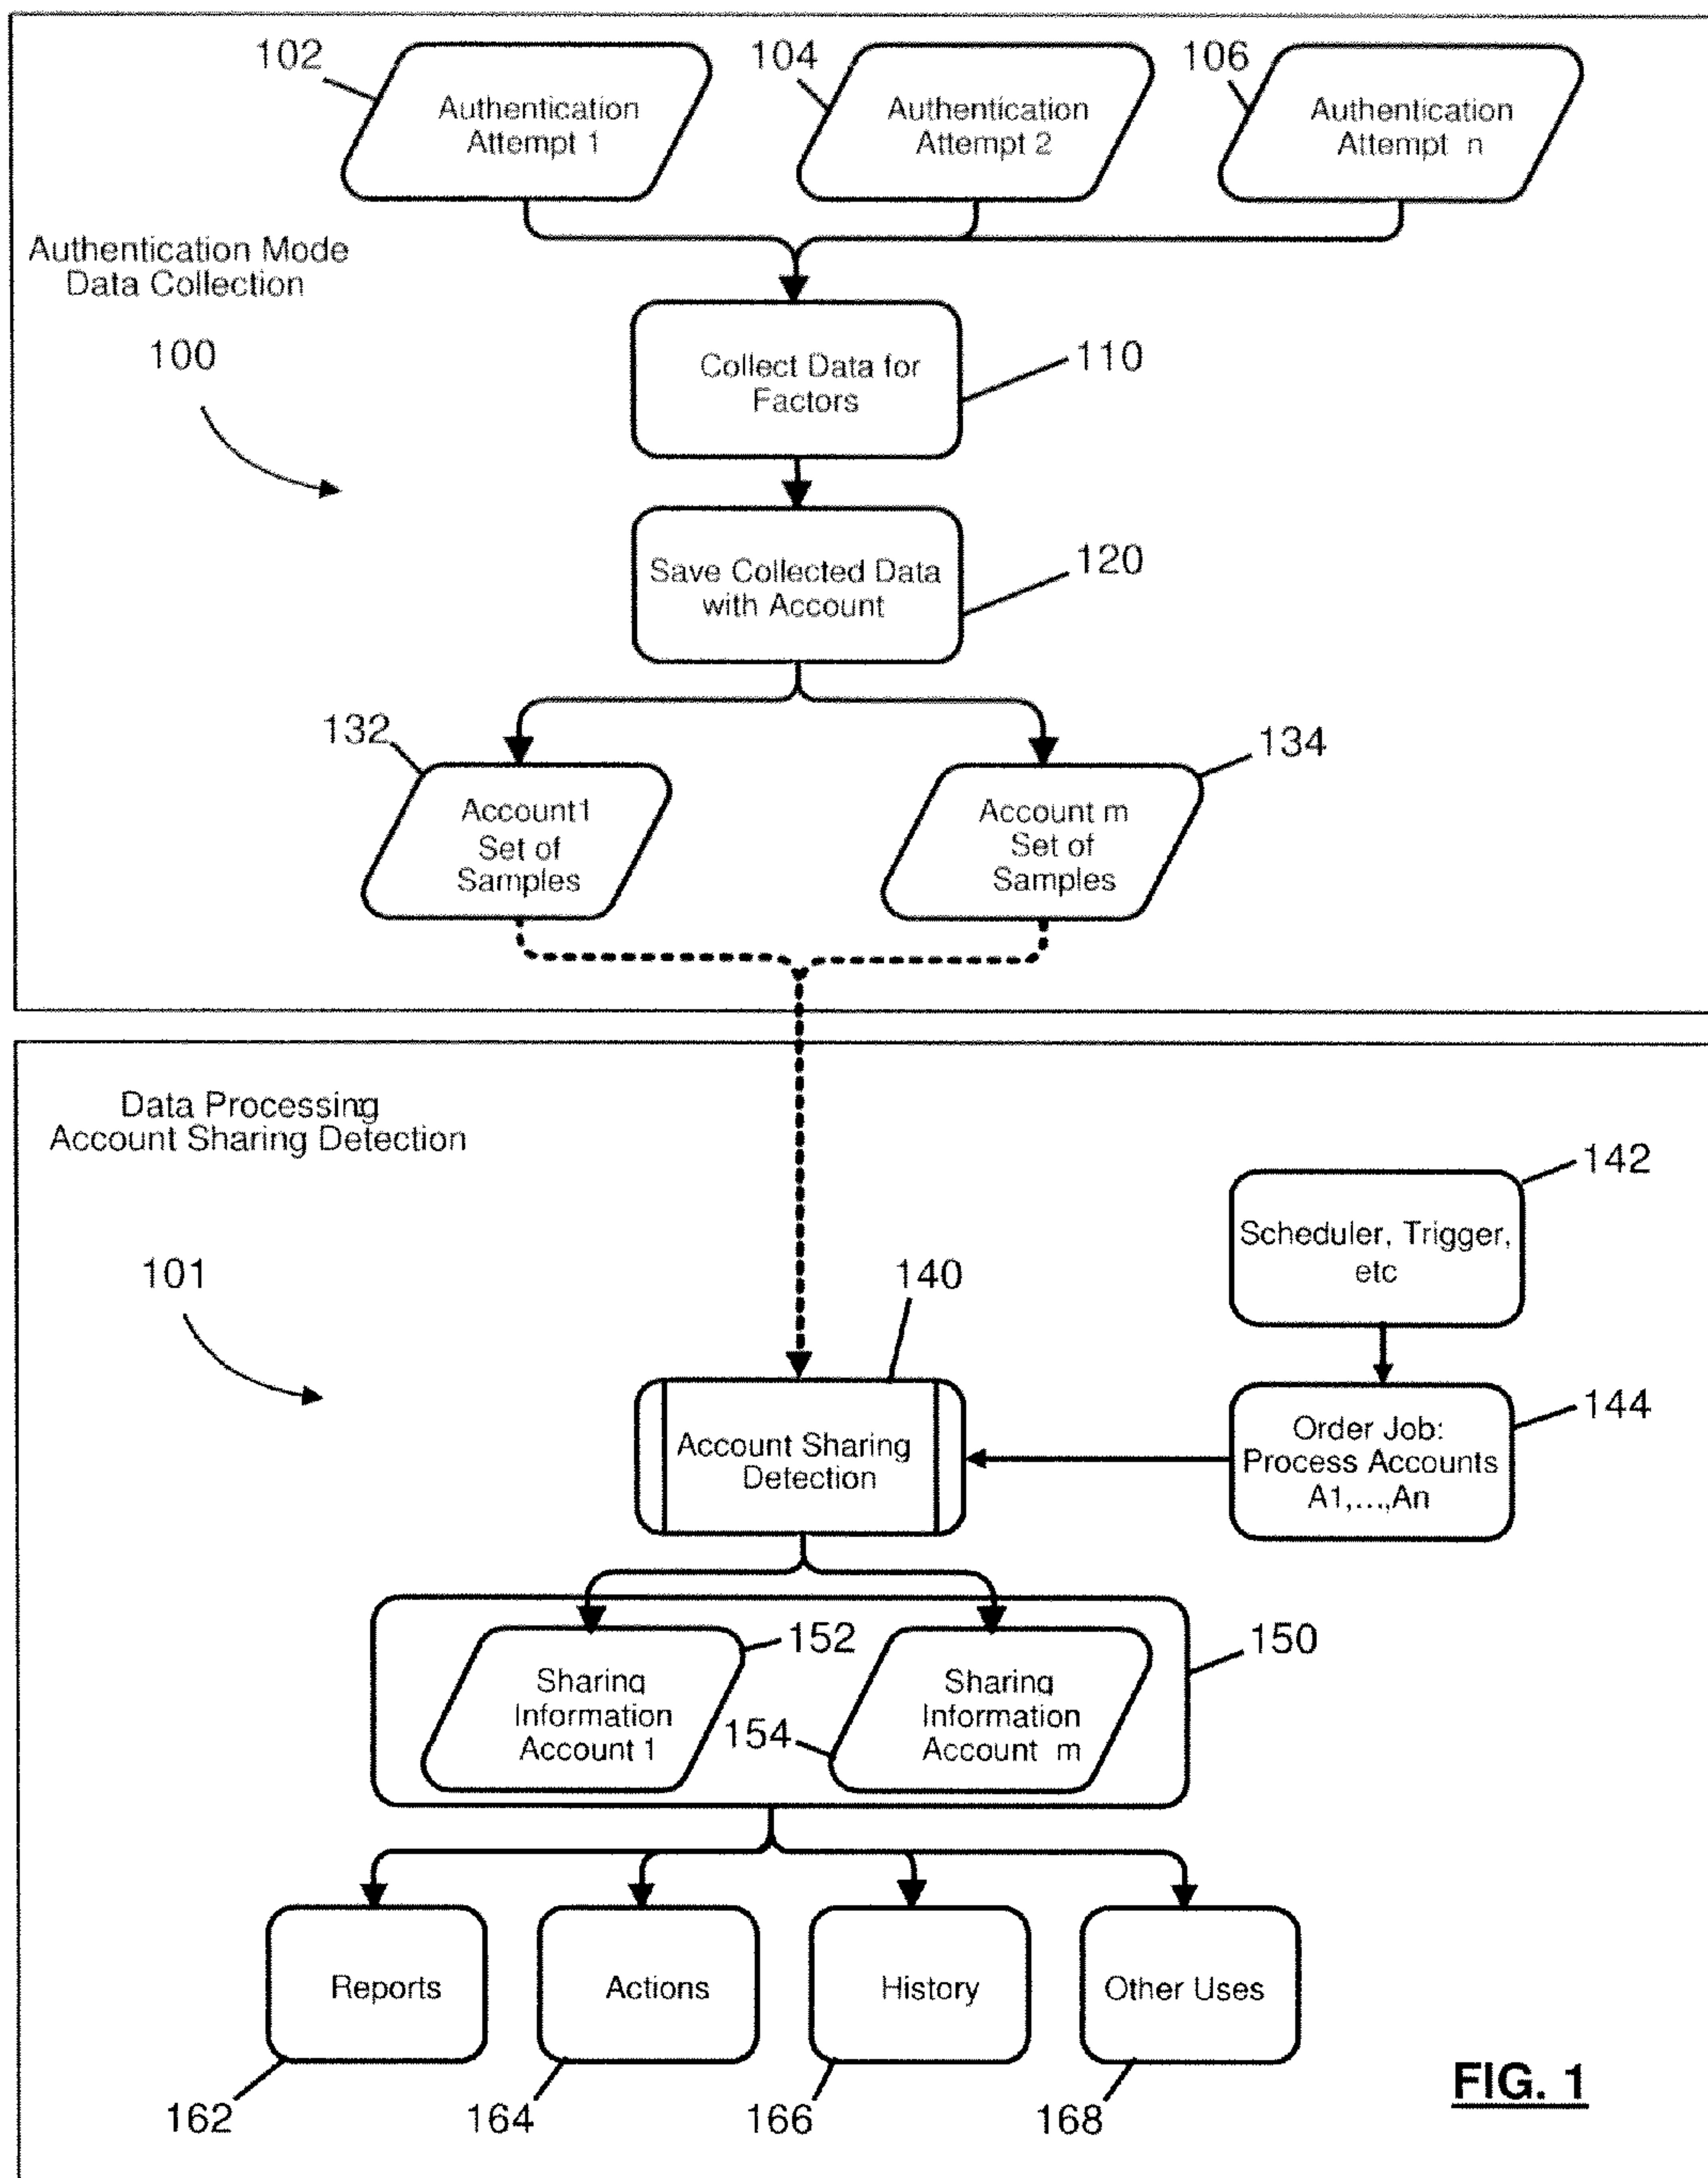 102
104
106
Authentication
Attempt 1
Authentication
Attempt 2
Authentication
Attempt n
Authentication Mode
Data Collection
100
Collect Data for
Factors
110
Save Collected Data
with Account
120
132
134
Account 1
Set of
Samples
Account m
Set of
Samples
Data Processing
Account Sharing Detection
101
140
142
Scheduler, Trigger,
etc
Account Sharing
Detection
144
Order Job:
Process Accounts
A1,...,An
152
150
Sharing
Information
Account 1
154
Sharing
Information
Account m
Reports
Actions
History
Other Uses
162
164
166
168
FIG. 1